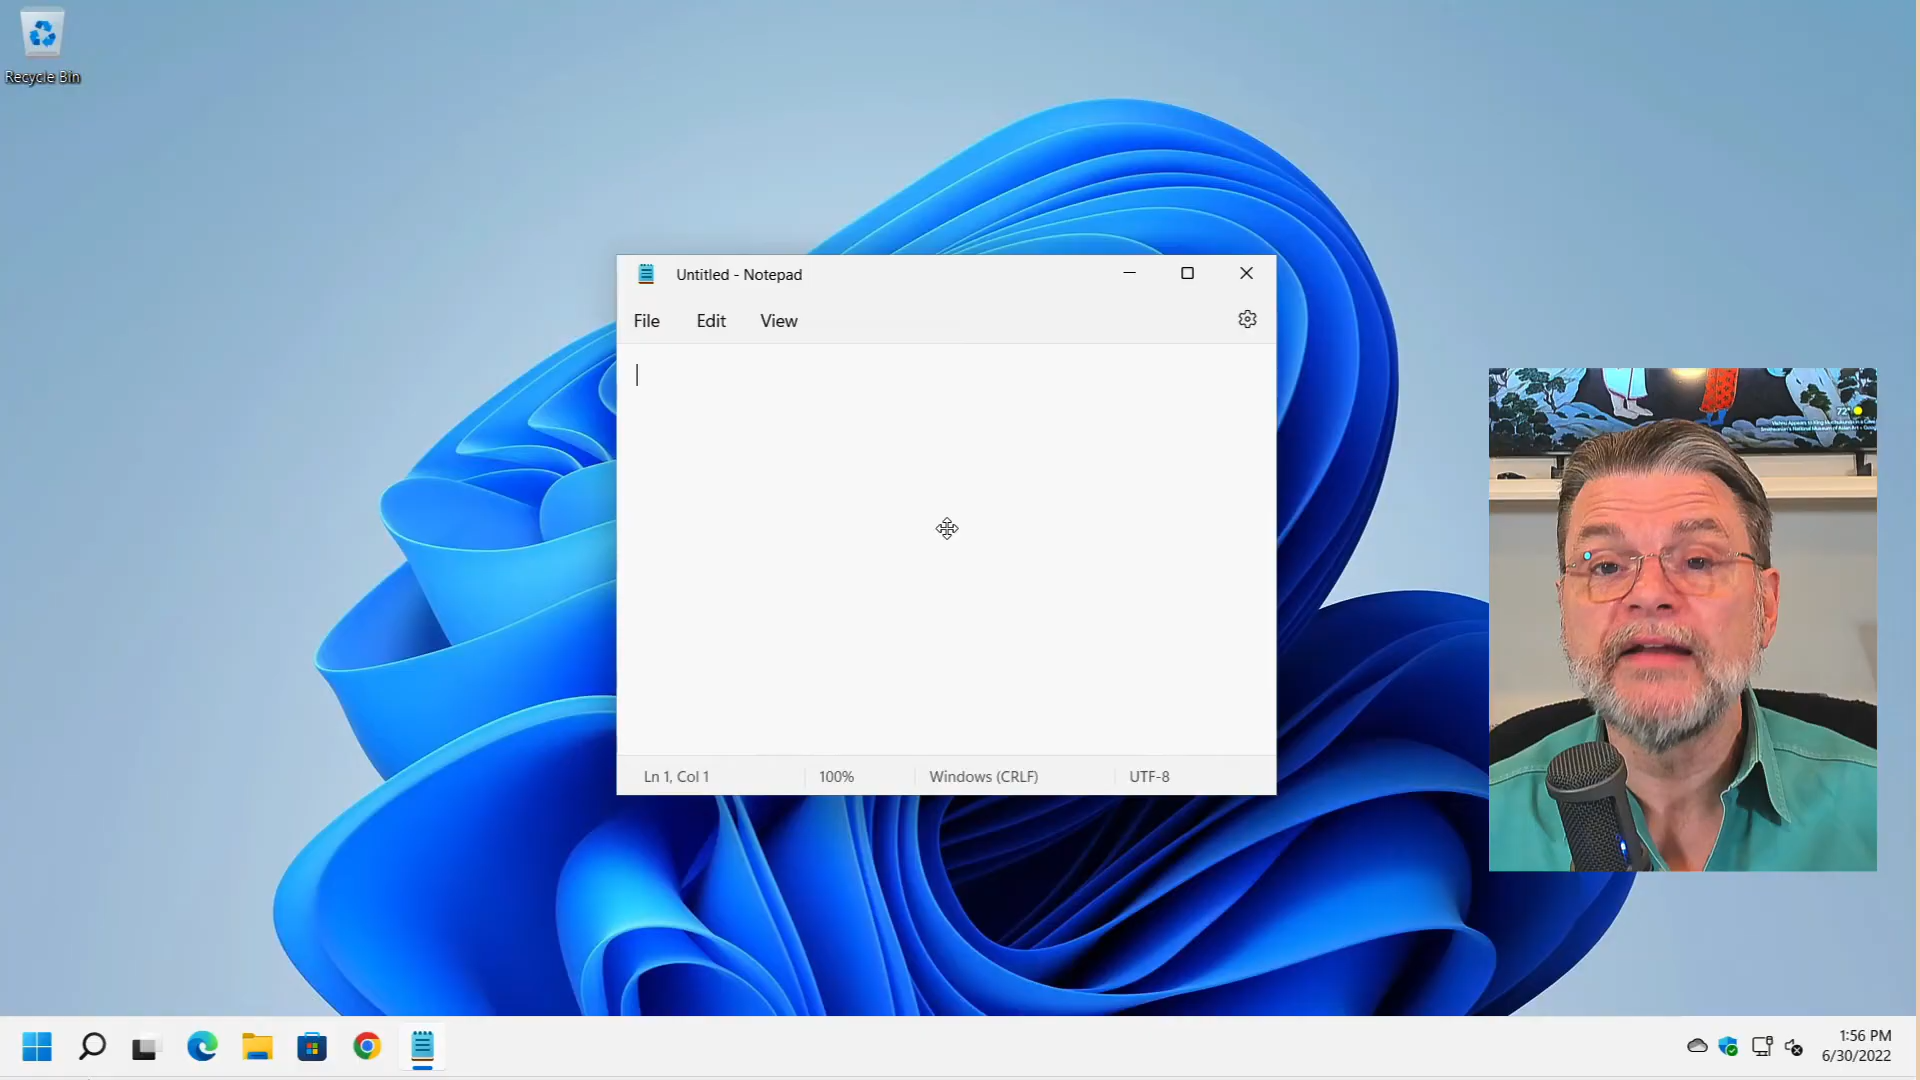 Recycle Bin
Untitled - Notepad
File Edit View
72°
Ln 1, Col 1 100% Windows (CRLF) UTF-8
1:56 PM
6/30/2022